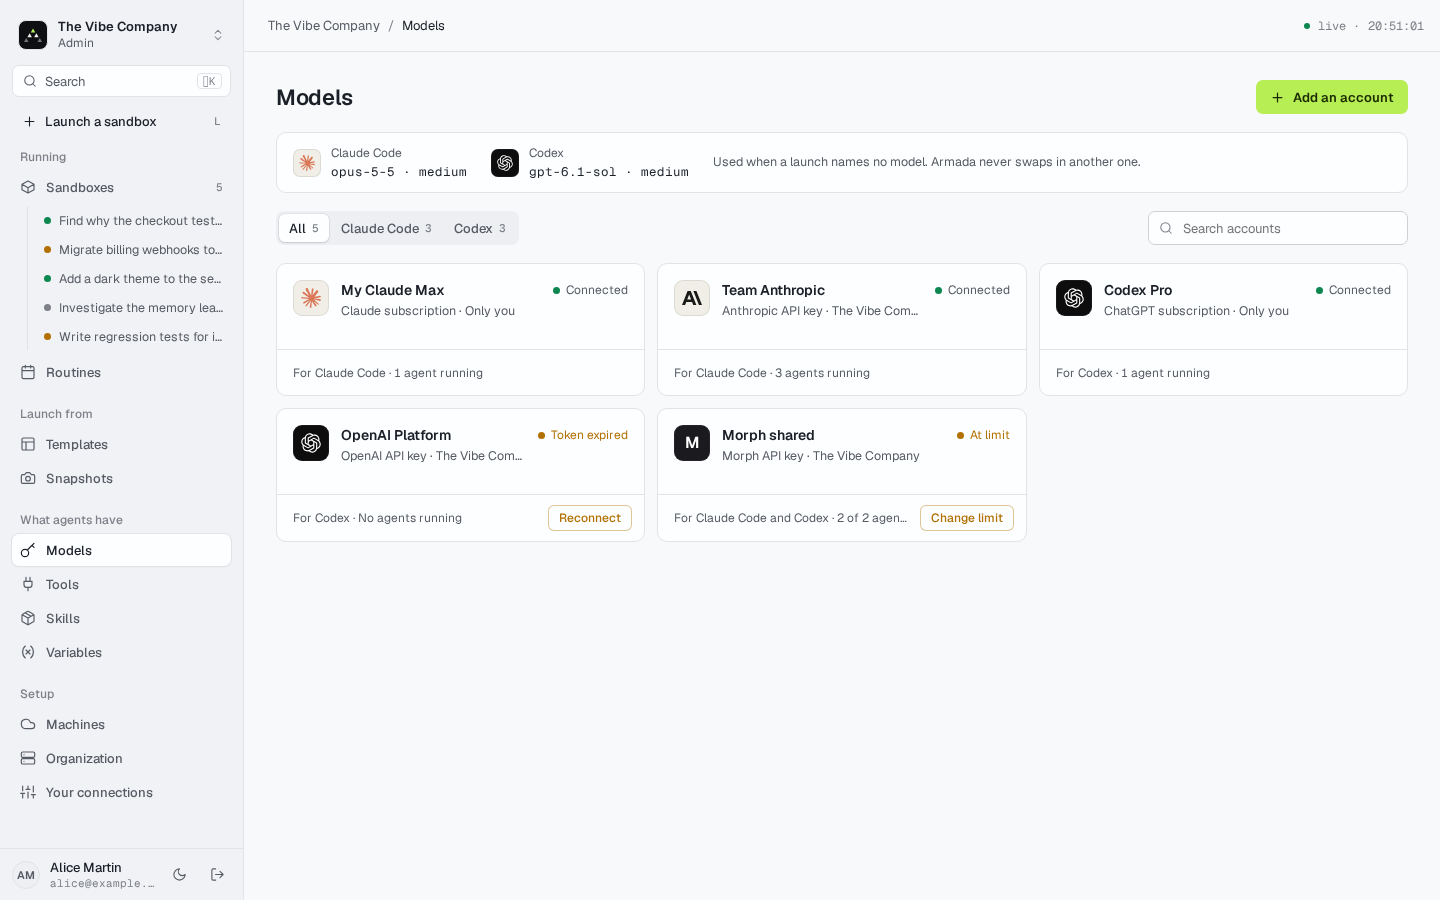 The Vibe Company
Admin
Search
K
Launch a sandbox
L
Running
Sandboxes
5
Find why the checkout test...
Migrate billing webhooks to...
Add a dark theme to the se...
Investigate the memory lea...
Write regression tests for i...
Routines
Launch from
Templates
Snapshots
What agents have
Models
Tools
Skills
Variables
Setup
Machines
Organization
Your connections
AM
Alice Martin
alice@example....
The Vibe Company / Models
live · 20:51:01
Models
Add an account
Claude Code
opus-5-5 · medium
Codex
gpt-6.1-sol · medium
Used when a launch names no model. Armada never swaps in another one.
All 5
Claude Code 3
Codex 3
Search accounts
My Claude Max
Connected
Claude subscription · Only you
For Claude Code · 1 agent running
A\
Team Anthropic
Connected
Anthropic API key · The Vibe Com...
For Claude Code · 3 agents running
Codex Pro
Connected
ChatGPT subscription · Only you
For Codex · 1 agent running
OpenAI Platform
Token expired
OpenAI API key · The Vibe Com...
For Codex · No agents running
Reconnect
M
Morph shared
At limit
Morph API key · The Vibe Company
For Claude Code and Codex · 2 of 2 agen...
Change limit